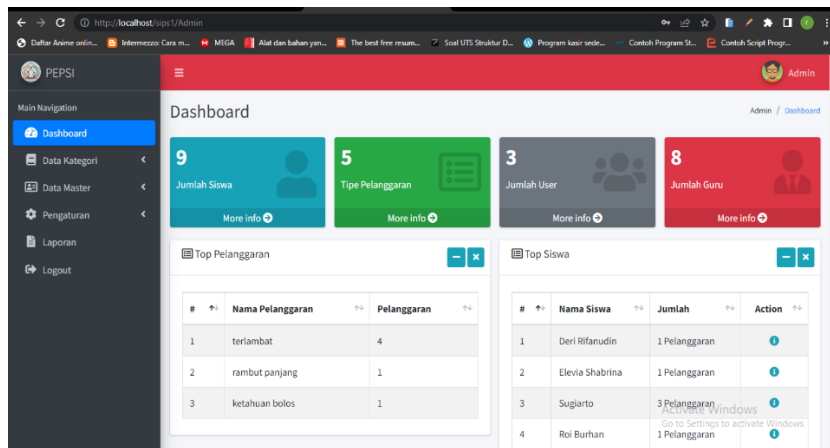 http://localhost/sips1/Admin
Daftar Anime onlin... Intermezzo: Cara m... MEGA Alat dan bahan yan... The best free resum... Soal UTS Struktur D... Program kasir sede... Contoh Program St... Contoh Script Progr... »
PEPSI
Admin
Main Navigation
Dashboard
Data Kategori
Data Master
Pengaturan
Laporan
Logout
Dashboard
Admin / Dashboard
9
Jumlah Siswa
More info
5
Tipe Pelanggaran
More info
3
Jumlah User
More info
8
Jumlah Guru
More info
Top Pelanggaran
# Nama Pelanggaran Pelanggaran
1 terlambat 4
2 rambut panjang 1
3 ketahuan bolos 1
Top Siswa
# Nama Siswa Jumlah Action
1 Deri Rifanudin 1 Pelanggaran
2 Elevia Shabrina 1 Pelanggaran
3 Sugiarto 3 Pelanggaran
4 Roi Burhan 1 Pelanggaran
Activate Windows
Go to Settings to activate Windows.